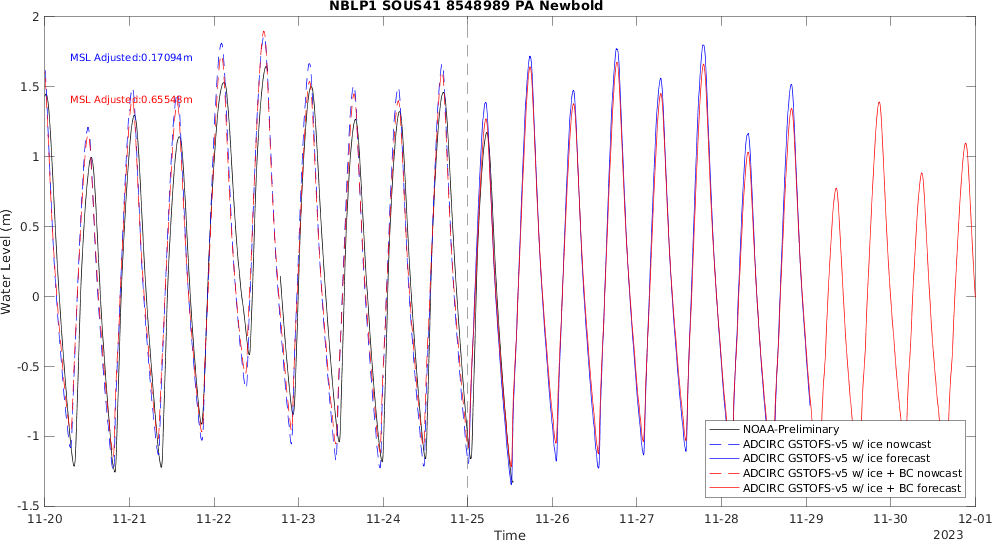 NBLP1 SOUS41 8548989 PA Newbold
2
1.5
1
0.5
0
-0.5
-1
-1.5
Water Level (m)
MSL Adjusted:0.17094m
MSL Adjusted:0.65548m
NOAA-Preliminary
ADCIRC GSTOFS-v5 w/ ice nowcast
ADCIRC GSTOFS-v5 w/ ice forecast
ADCIRC GSTOFS-v5 w/ ice + BC nowcast
ADCIRC GSTOFS-v5 w/ ice + BC forecast
11-20 11-21 11-22 11-23 11-24 11-25 11-26 11-27 11-28 11-29 11-30 12-01
Time
2023